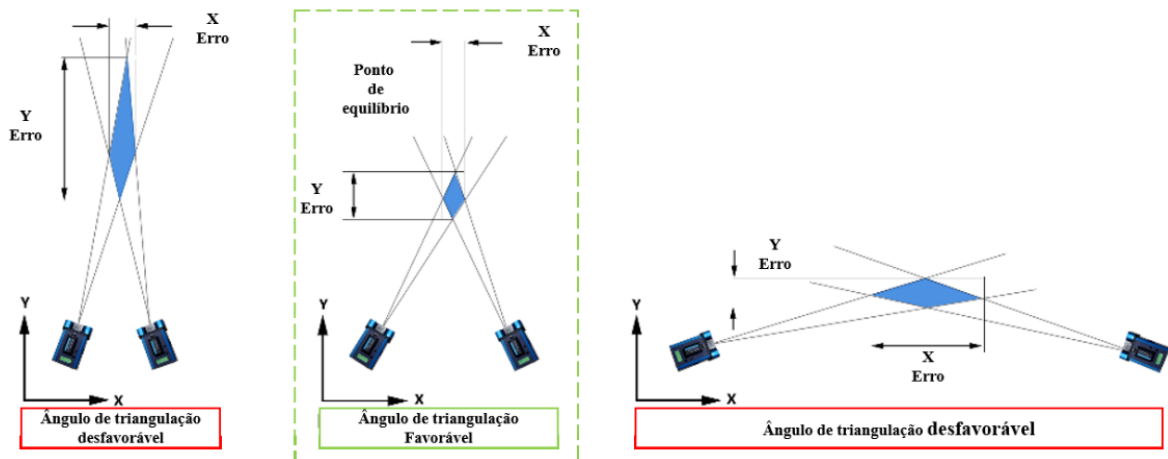 X
Erro
Y
Erro
Y
X
Ângulo de triangulação
desfavorável
X
Erro
Ponto
de
equilíbrio
Y
Erro
Y
X
Ângulo de triangulação
Favorável
Y
Erro
Y
X
Erro
X
Ângulo de triangulação desfavorável